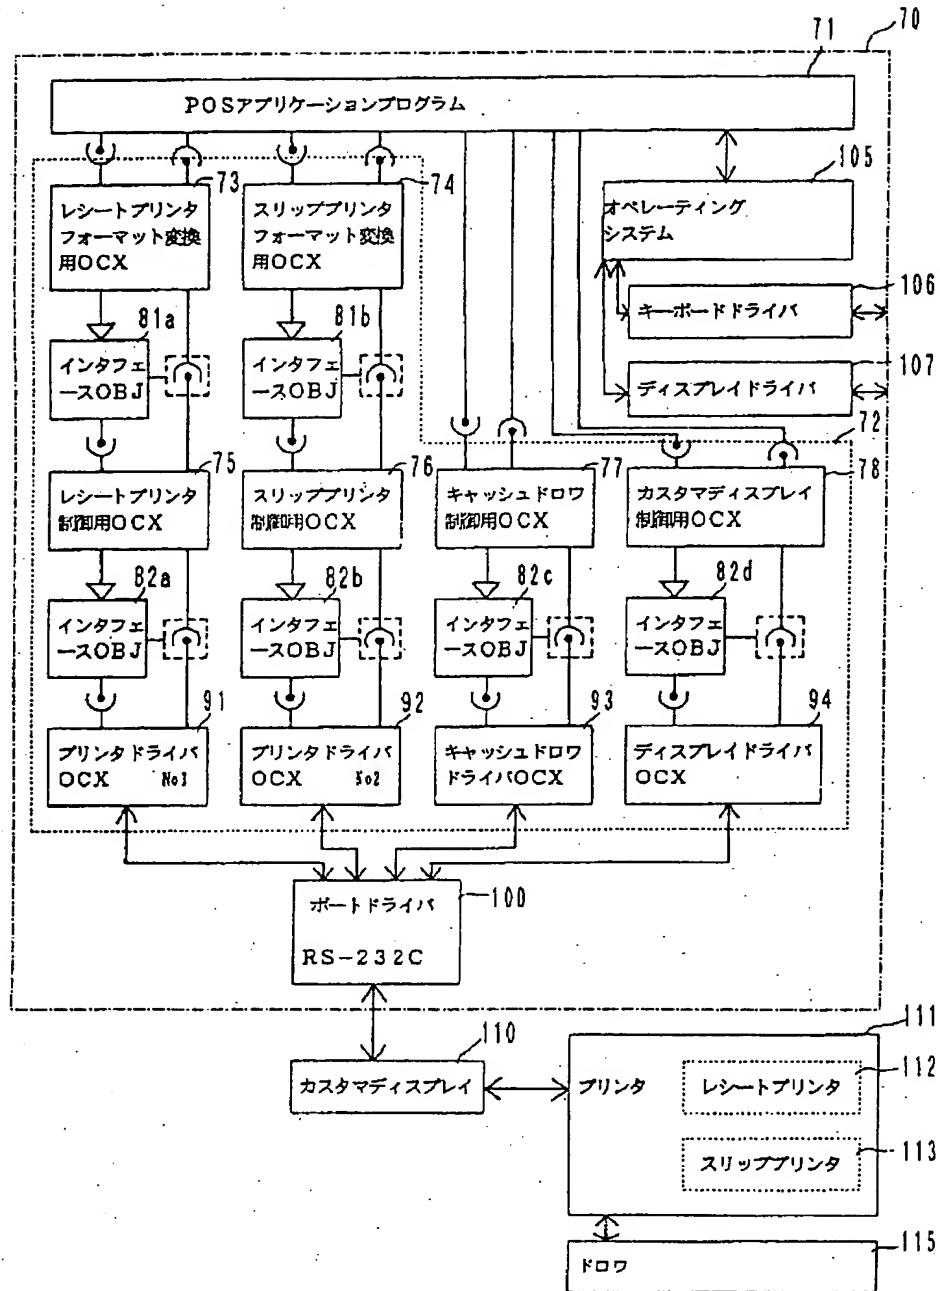 70
71
POSアプリケーションプログラム
73
74
105
レシートプリンタ
フォーマット変換
用OCX
スリッププリンタ
フォーマット変換
用OCX
オペレーティング
システム
106
キーボードドライバ
81a
81b
インタフェ
ースOBJ
インタフェ
ースOBJ
107
ディスプレイドライバ
72
75
76
77
78
レシートプリンタ
制御用OCX
スリッププリンタ
制御用OCX
キャッシュドロワ
制御用OCX
カスタマディスプレイ
制御用OCX
82a
82b
82c
82d
インタフェ
ースOBJ
インタフェ
ースOBJ
インタフェ
ースOBJ
インタフェ
ースOBJ
91
92
93
94
プリンタドライバ
OCX No1
プリンタドライバ
OCX No2
キャッシュドロワ
ドライバOCX
ディスプレイドライバ
OCX
100
ポートドライバ
RS-232C
110
カスタマディスプレイ
111
プリンタ
112
レシートプリンタ
113
スリッププリンタ
115
ドロワ